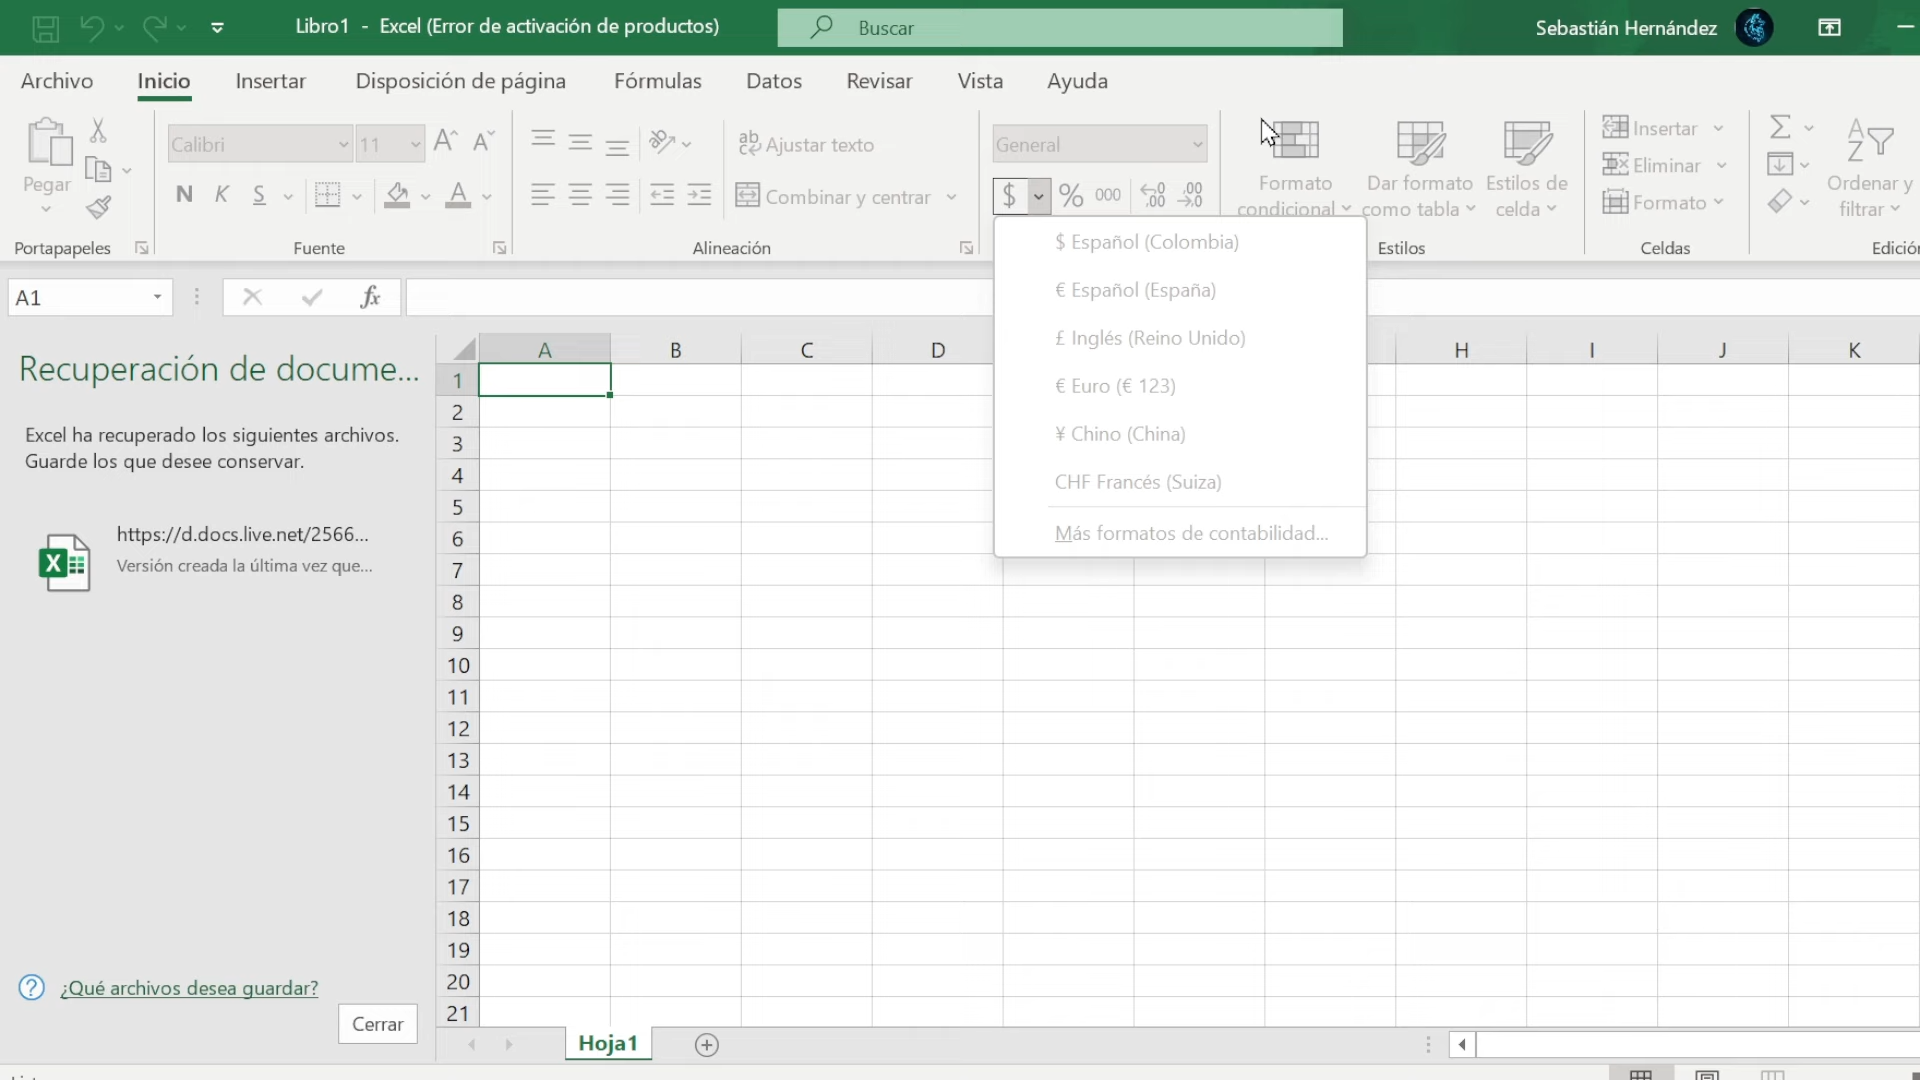 Libro1 - Excel (Error de activación de productos)
Buscar
Sebastián Hernández
Archivo
Inicio
Insertar
Disposición de página
Fórmulas
Datos
Revisar
Vista
Ayuda
Pegar
Portapapeles
Calibri
11
N K S
Fuente
Ajustar texto
Combinar y centrar
Alineación
General
$ % 000
Formato condicional
Dar formato como tabla
Estilos de celda
Estilos
Insertar
Eliminar
Formato
Celdas
Ordenar y filtrar
A1
fx
Recuperación de docume...
Excel ha recuperado los siguientes archivos.
Guarde los que desee conservar.
https://d.docs.live.net/2566...
Versión creada la última vez que...
¿Qué archivos desea guardar?
Cerrar
$ Español (Colombia)
€ Español (España)
£ Inglés (Reino Unido)
€ Euro (€ 123)
¥ Chino (China)
CHF Francés (Suiza)
Más formatos de contabilidad...
A B C D H I J K
1
2
3
4
5
6
7
8
9
10
11
12
13
14
15
16
17
18
19
20
21
Hoja1